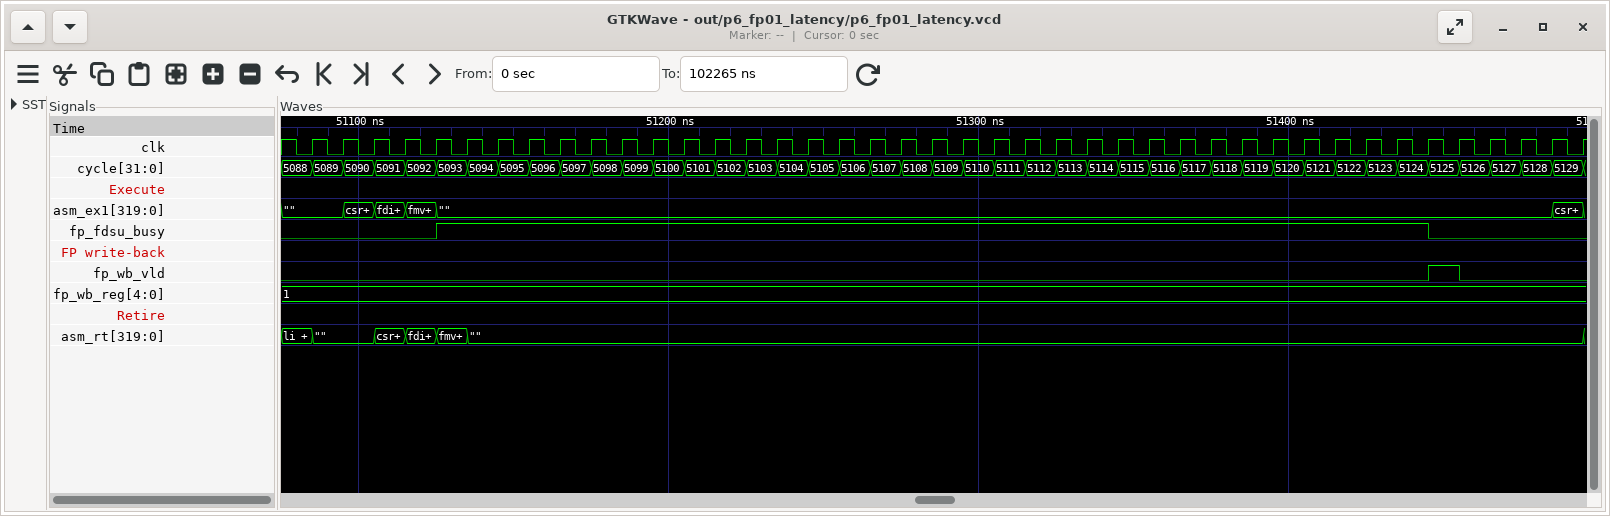 GTKWave - out/p6_fp01_latency/p6_fp01_latency.vcd
Marker: -- | Cursor: 0 sec
From: 0 sec To: 102265 ns
SST
Signals
Waves
Time
51100 ns 51200 ns 51300 ns 51400 ns 51
clk
cycle[31:0]
5088 5089 5090 5091 5092 5093 5094 5095 5096 5097 5098 5099 5100 5101 5102 5103 5104 5105 5106 5107 5108 5109 5110 5111 5112 5113 5114 5115 5116 5117 5118 5119 5120 5121 5122 5123 5124 5125 5126 5127 5128 5129
Execute
asm_ex1[319:0]
"" csr+ fdi+ fmv+ "" csr+
fp_fdsu_busy
FP write-back
fp_wb_vld
fp_wb_reg[4:0]
1
Retire
asm_rt[319:0]
li + "" csr+ fdi+ fmv+ ""